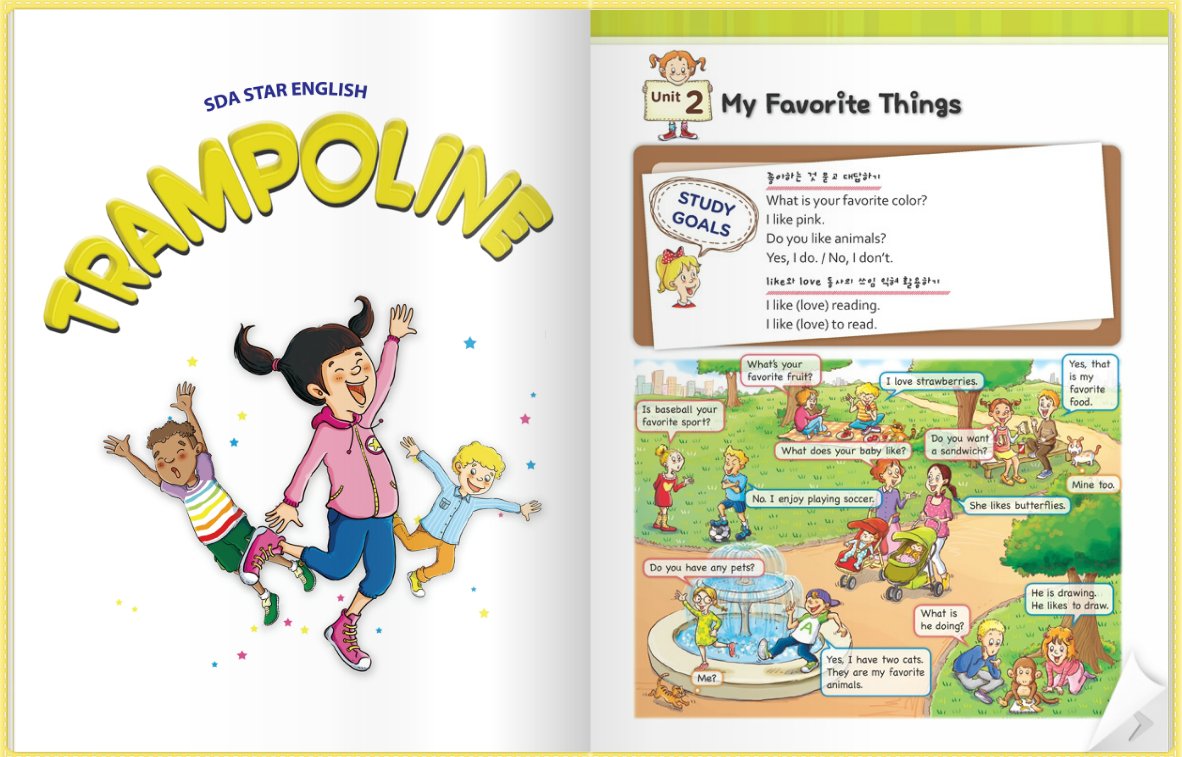 SDA STAR ENGLISH
TRAMPOLINE
Unit 2
My Favorite Things
STUDY
GOALS
좋아하는 것 묻고 대답하기
What is your favorite color?
I like pink.
Do you like animals?
Yes, I do. / No, I don't.
like와 love 동사의 쓰임 익혀 활용하기
I like (love) reading.
I like (love) to read.
What's your
favorite fruit?
I love strawberries.
Yes, that
is my
favorite
food.
Is baseball your
favorite sport?
Do you want
a sandwich?
What does your baby like?
Mine too.
No. I enjoy playing soccer.
She likes butterflies.
Do you have any pets?
He is drawing.
He likes to draw.
What is
he doing?
A
Yes, I have two cats.
They are my favorite
animals.
Me?